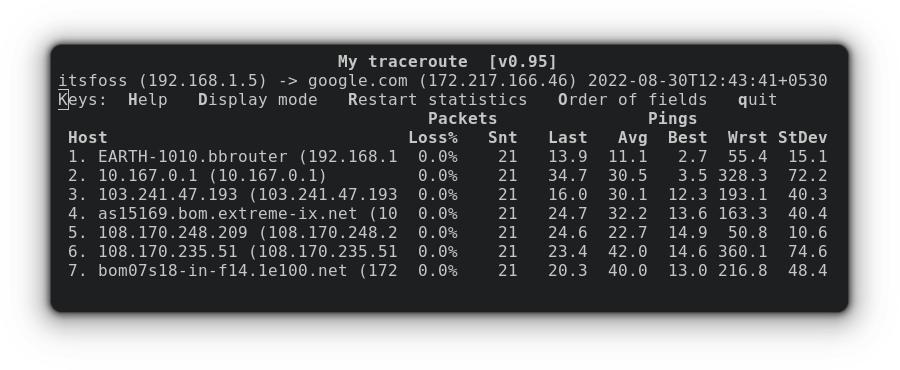 My traceroute  [v0.95]
itsfoss (192.168.1.5) -> google.com (172.217.166.46) 2022-08-30T12:43:41+0530
Keys:  Help   Display mode   Restart statistics   Order of fields   quit
                                     Packets               Pings
 Host                              Loss%   Snt   Last   Avg  Best  Wrst StDev
 1. EARTH-1010.bbrouter (192.168.1  0.0%    21   13.9  11.1   2.7  55.4  15.1
 2. 10.167.0.1 (10.167.0.1)         0.0%    21   34.7  30.5   3.5 328.3  72.2
 3. 103.241.47.193 (103.241.47.193  0.0%    21   16.0  30.1  12.3 193.1  40.3
 4. as15169.bom.extreme-ix.net (10  0.0%    21   24.7  32.2  13.6 163.3  40.4
 5. 108.170.248.209 (108.170.248.2  0.0%    21   24.6  22.7  14.9  50.8  10.6
 6. 108.170.235.51 (108.170.235.51  0.0%    21   23.4  42.0  14.6 360.1  74.6
 7. bom07s18-in-f14.1e100.net (172  0.0%    21   20.3  40.0  13.0 216.8  48.4